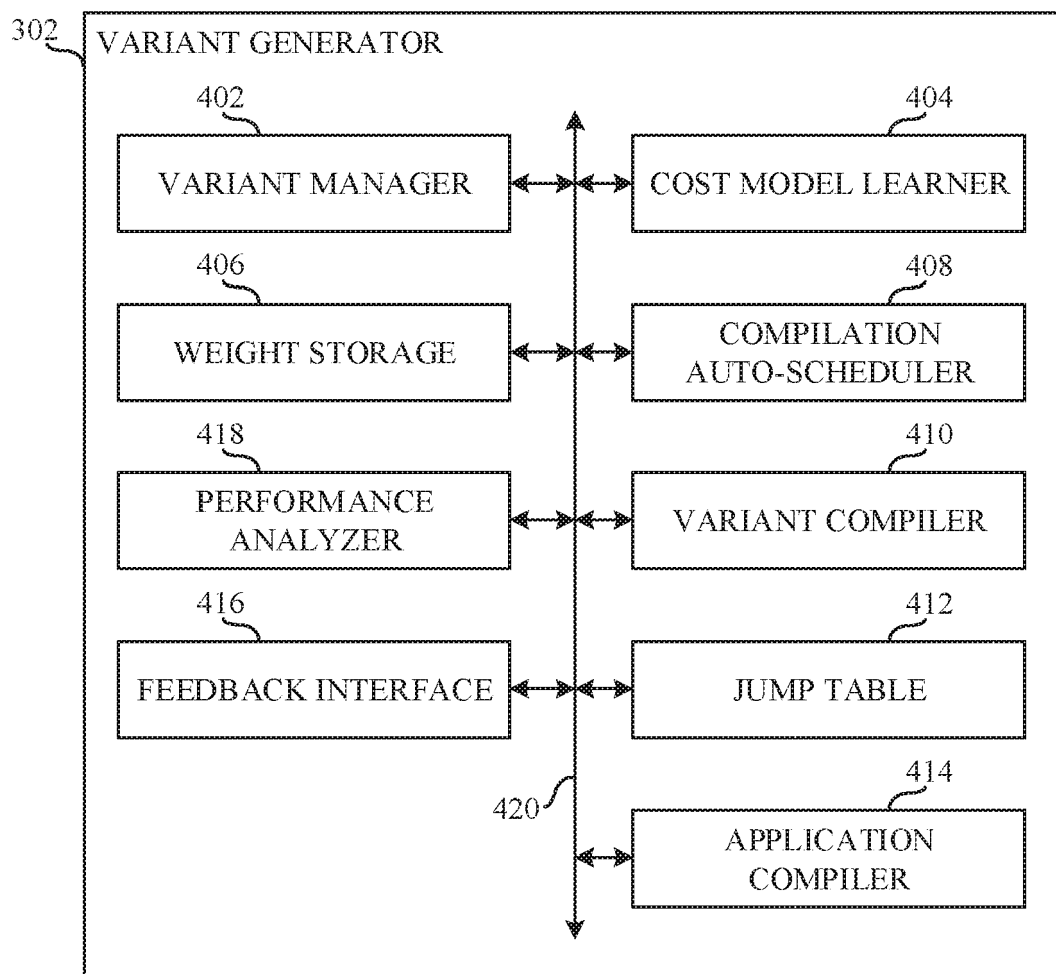 302
VARIANT GENERATOR
402
VARIANT MANAGER
404
COST MODEL LEARNER
406
WEIGHT STORAGE
408
COMPILATION
AUTO-SCHEDULER
418
PERFORMANCE
ANALYZER
410
VARIANT COMPILER
416
FEEDBACK INTERFACE
412
JUMP TABLE
420
414
APPLICATION
COMPILER